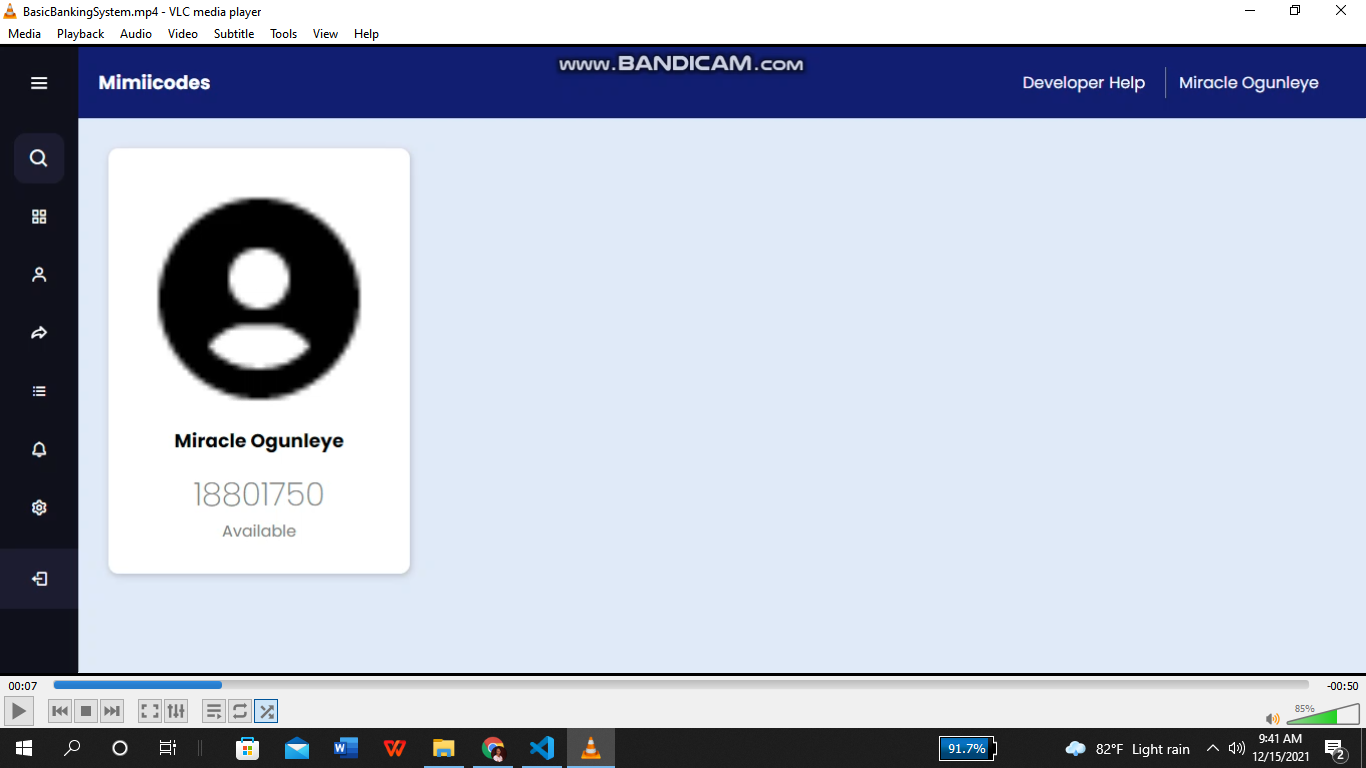 BasicBankingSystem.mp4 - VLC media player
Media Playback Audio Video Subtitle Tools View Help
www.BANDICAM.com
Mimiicodes
Developer Help
Miracle Ogunleye
Miracle Ogunleye
18801750
Available
00:07
-00:50
85%
91.7%
82°F Light rain
9:41 AM
12/15/2021
2